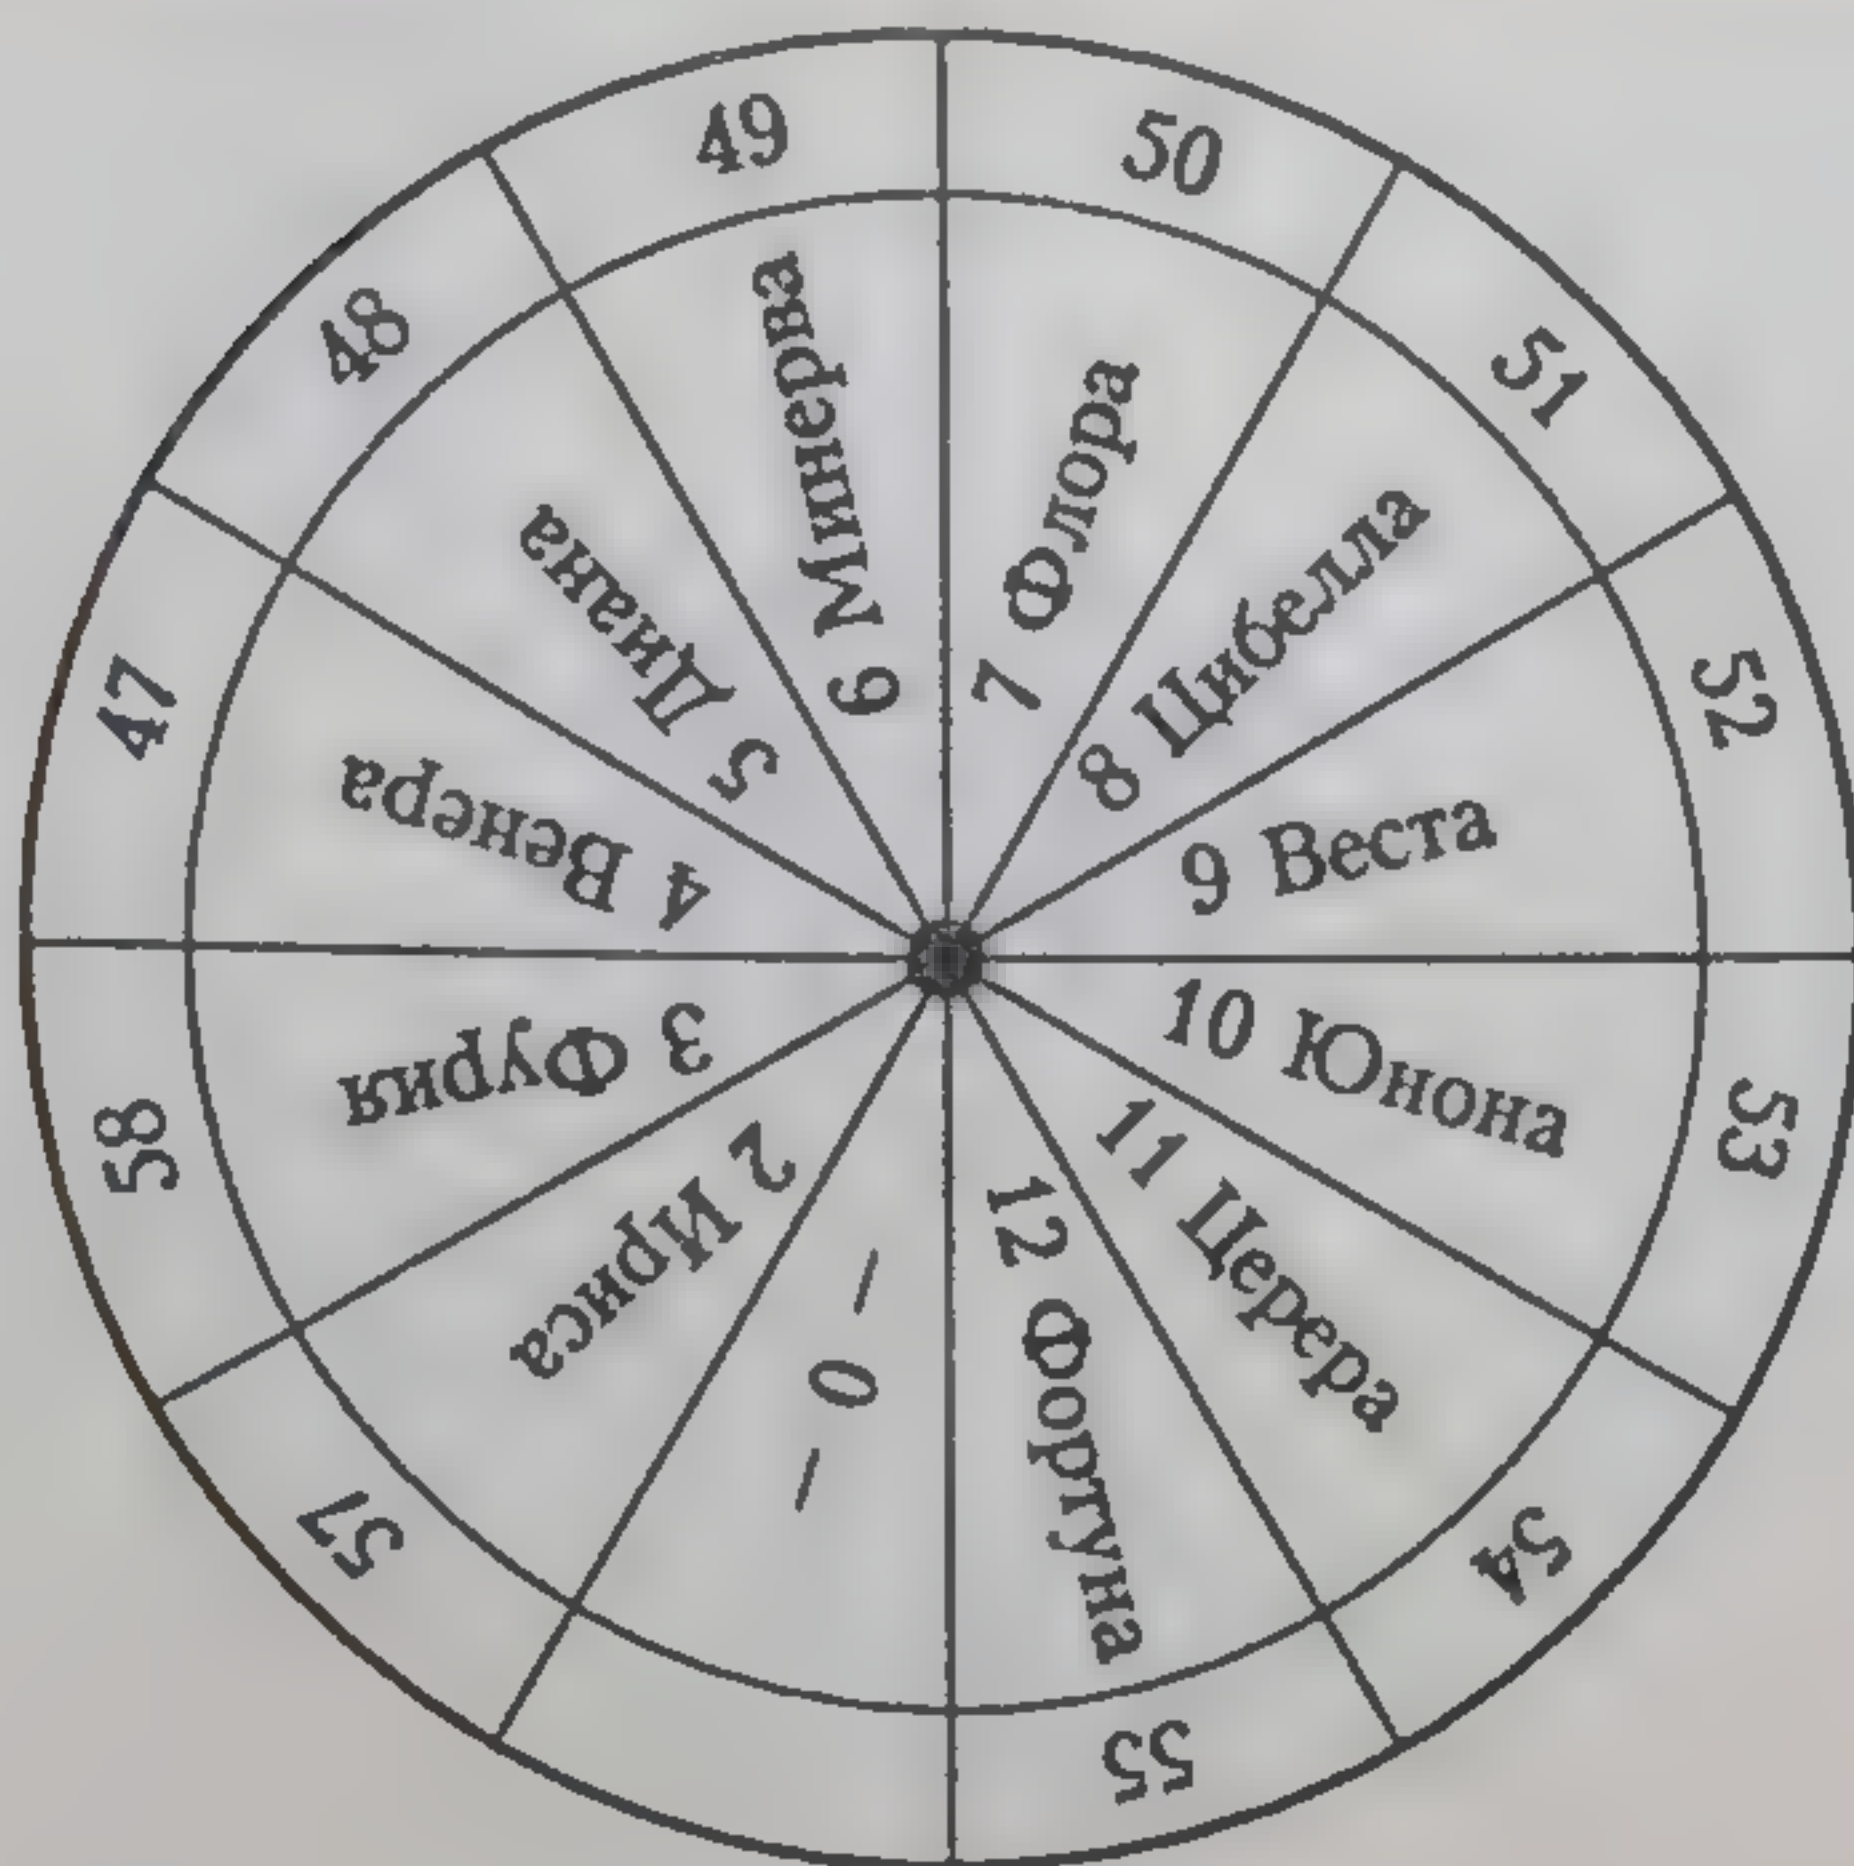 47
48
49
50
51
52
53
54
55
57
58
– 0 –
2 Ириса
3 Фурия
4 Венера
5 Диана
6 Минерва
7 Флора
8 Цибелла
9 Веста
10 Юнона
11 Церера
12 Фортуна